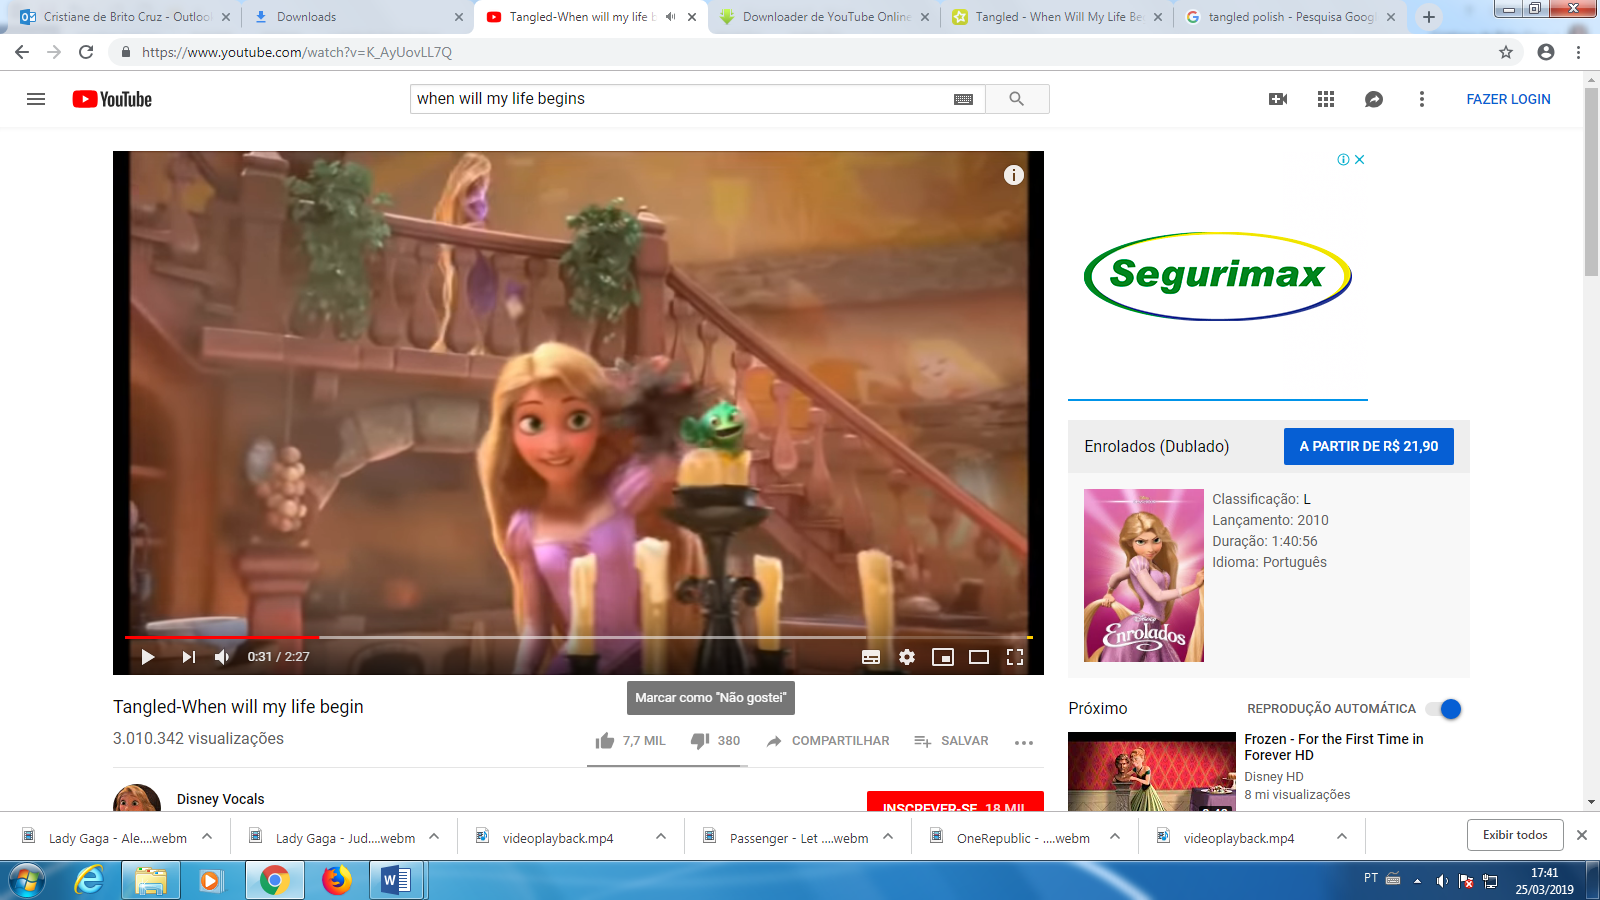 Cristiane de Brito Cruz - Outlo
Downloads
Tangled-When will my life b
Downloader de YouTube Online
Tangled - When Will My Life Be
tangled polish - Pesquisa Goog
https://www.youtube.com/watch?v=K_AyUovLL7Q
YouTube
when will my life begins
FAZER LOGIN
Segurimax
Enrolados (Dublado)
A PARTIR DE R$ 21,90
Classificação: L
Lançamento: 2010
Duração: 1:40:56
Idioma: Português
Disney
Enrolados
0:31 / 2:27
Marcar como "Não gostei"
Tangled-When will my life begin
3.010.342 visualizações
7,7 MIL
380
COMPARTILHAR
SALVAR
Próximo
REPRODUÇÃO AUTOMÁTICA
Frozen - For the First Time in
Forever HD
Disney HD
8 mi visualizações
Disney Vocals
INSCREVER-SE 18 MIL
Lady Gaga - Ale....webm
Lady Gaga - Jud....webm
videoplayback.mp4
Passenger - Let ....webm
OneRepublic - ....webm
videoplayback.mp4
Exibir todos
PT
17:41
25/03/2019